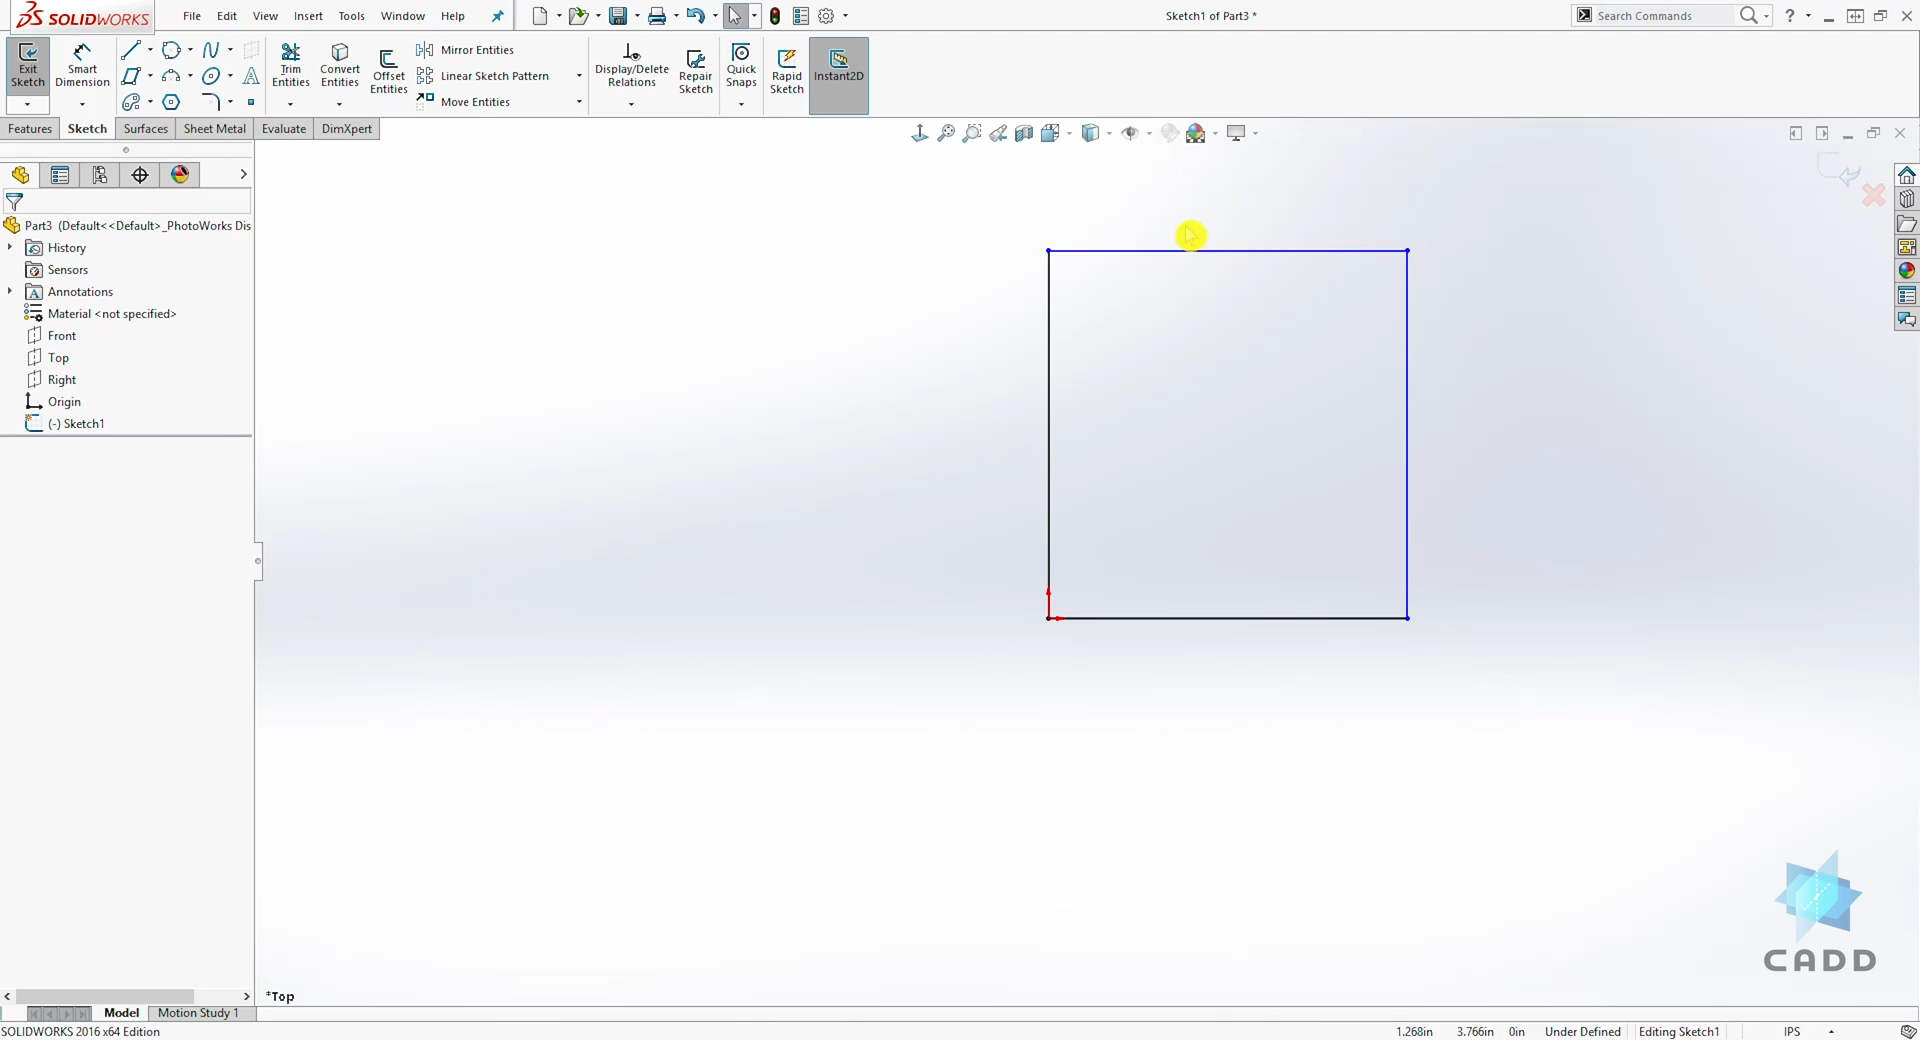 SOLIDWORKS
File Edit View Insert Tools Window Help
Sketch1 of Part3 *
Search Commands
Exit Sketch
Smart Dimension
Trim Entities
Convert Entities
Offset Entities
Mirror Entities
Linear Sketch Pattern
Move Entities
Display/Delete Relations
Repair Sketch
Quick Snaps
Rapid Sketch
Instant2D
Features Sketch Surfaces Sheet Metal Evaluate DimXpert
Part3 (Default<<Default>_PhotoWorks Dis
History
Sensors
Annotations
Material <not specified>
Front
Top
Right
Origin
(-) Sketch1
CADD
*Top
Model Motion Study 1
SOLIDWORKS 2016 x64 Edition
1.268in 3.766in 0in Under Defined Editing Sketch1 IPS